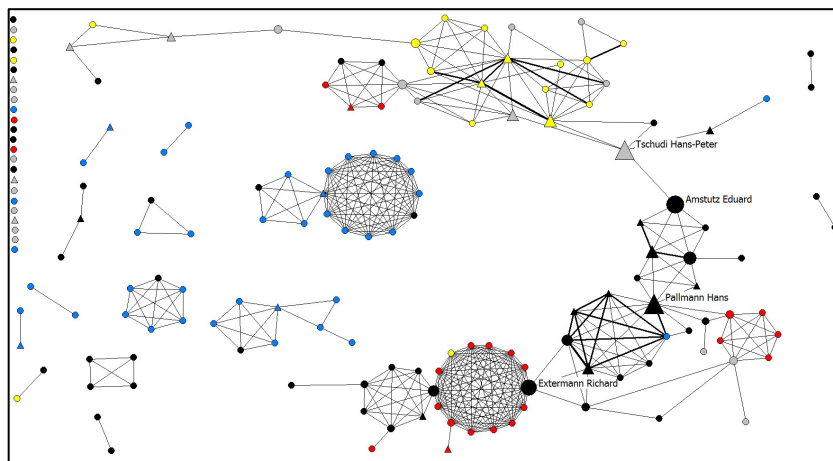 Tschudi Hans-Peter
Amstutz Eduard
Pallmann Hans
Extermann Richard